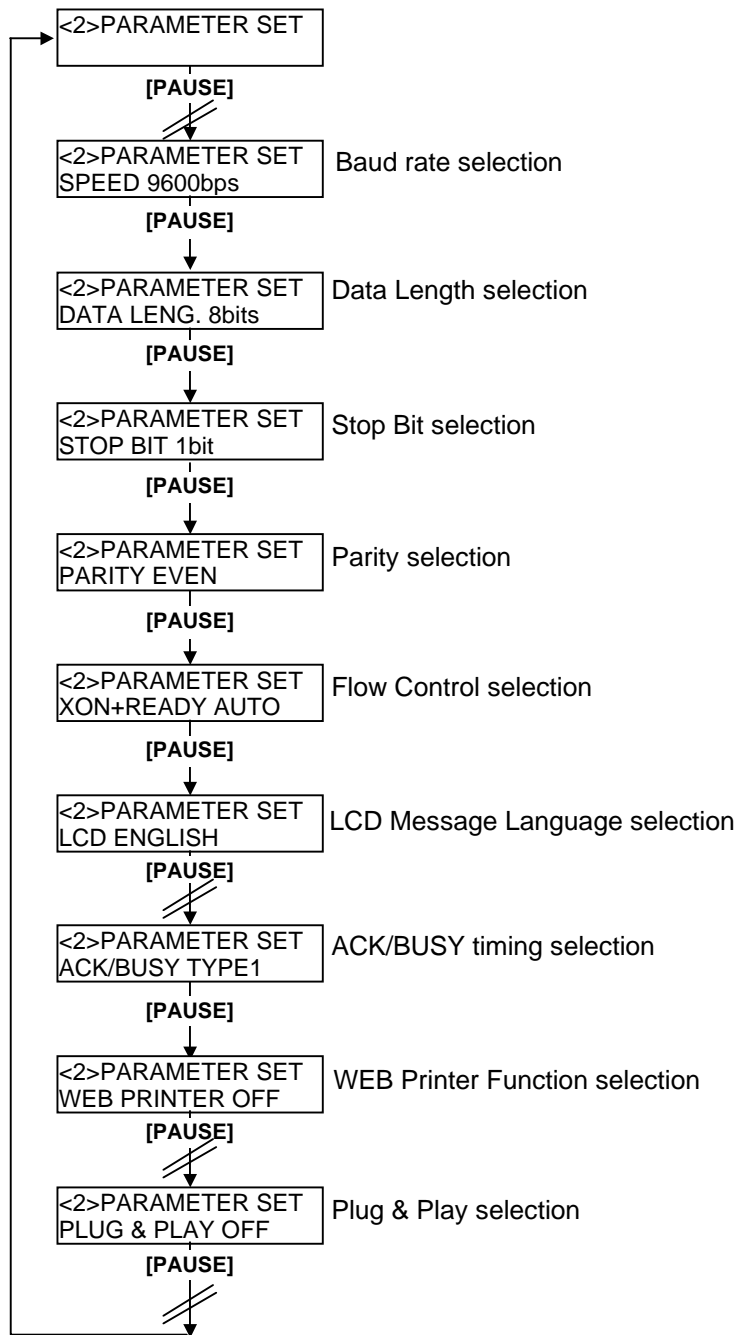 <2>PARAMETER SET
[PAUSE]
<2>PARAMETER SET
SPEED 9600bps
Baud rate selection
[PAUSE]
<2>PARAMETER SET
DATA LENG. 8bits
Data Length selection
[PAUSE]
<2>PARAMETER SET
STOP BIT 1bit
Stop Bit selection
[PAUSE]
<2>PARAMETER SET
PARITY EVEN
Parity selection
[PAUSE]
<2>PARAMETER SET
XON+READY AUTO
Flow Control selection
[PAUSE]
<2>PARAMETER SET
LCD ENGLISH
LCD Message Language selection
[PAUSE]
<2>PARAMETER SET
ACK/BUSY TYPE1
ACK/BUSY timing selection
[PAUSE]
<2>PARAMETER SET
WEB PRINTER OFF
WEB Printer Function selection
[PAUSE]
<2>PARAMETER SET
PLUG & PLAY OFF
Plug & Play selection
[PAUSE]